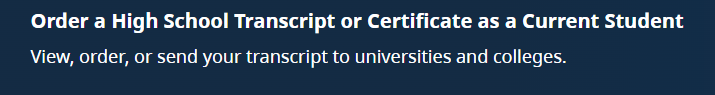 Order a High School Transcript or Certificate as a Current Student
View, order, or send your transcript to universities and colleges.